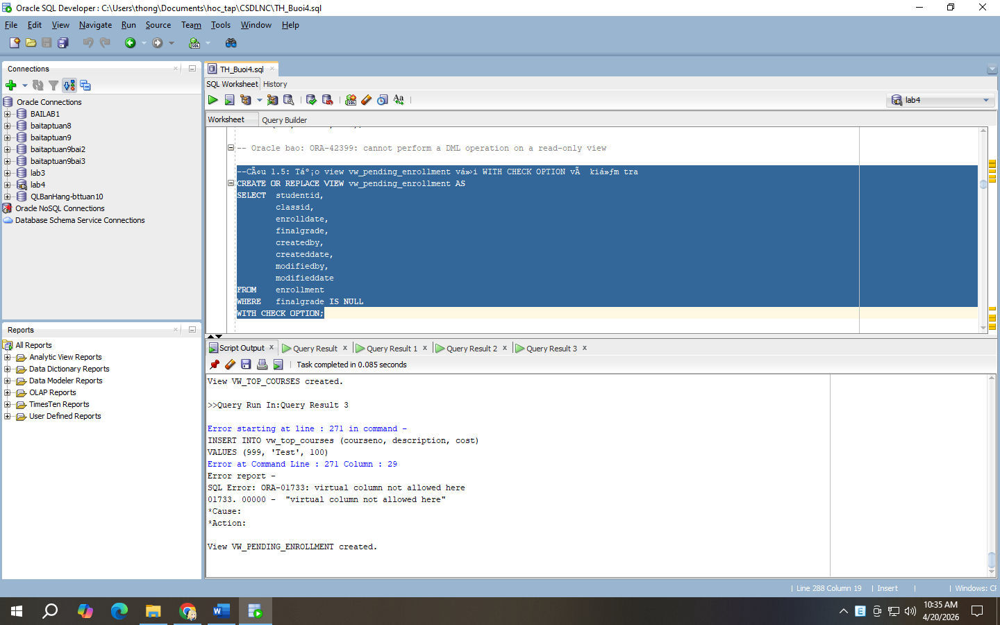 Oracle SQL Developer : C:\Users\thong\Documents\hoc_tap\CSDLNC\TH_Buoi4.sql
File Edit View Navigate Run Source Team Tools Window Help
Connections
Oracle Connections
BAILAB1
baitaptuan8
baitaptuan9
baitaptuan9bai2
baitaptuan9bai3
lab3
lab4
QLBanHang-bttuan10
Oracle NoSQL Connections
Database Schema Service Connections
Reports
All Reports
Analytic View Reports
Data Dictionary Reports
Data Modeler Reports
OLAP Reports
TimesTen Reports
User Defined Reports
TH_Buoi4.sql
SQL Worksheet History
lab4
Worksheet Query Builder
-- Oracle bao: ORA-42399: cannot perform a DML operation on a read-only view
--CÃ¢u 1.5: Táº¡o view vw_pending_enrollment vá»›i WITH CHECK OPTION vÃ  kiá»ƒm tra
CREATE OR REPLACE VIEW vw_pending_enrollment AS
SELECT studentid,
classid,
enrolldate,
finalgrade,
createdby,
createddate,
modifiedby,
modifieddate
FROM enrollment
WHERE finalgrade IS NULL
WITH CHECK OPTION;
Script Output Query Result Query Result 1 Query Result 2 Query Result 3
Task completed in 0.085 seconds
View VW_TOP_COURSES created.
>>Query Run In:Query Result 3
Error starting at line : 271 in command -
INSERT INTO vw_top_courses (courseno, description, cost)
VALUES (999, 'Test', 100)
Error at Command Line : 271 Column : 29
Error report -
SQL Error: ORA-01733: virtual column not allowed here
01733. 00000 - "virtual column not allowed here"
*Cause:
*Action:
View VW_PENDING_ENROLLMENT created.
Line 288 Column 19 Insert Windows: CF
10:35 AM
4/20/2026